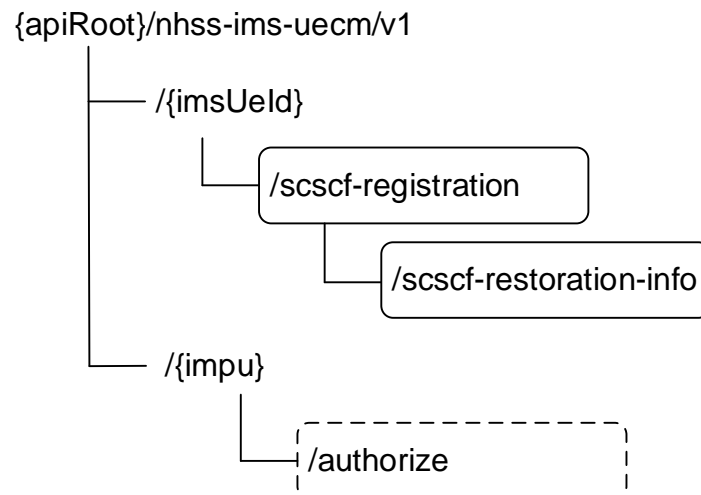 {apiRoot}/nhss-ims-uecm/v1
/{imsUeId}
/scscf-registration
/scscf-restoration-info
/{impu}
/authorize